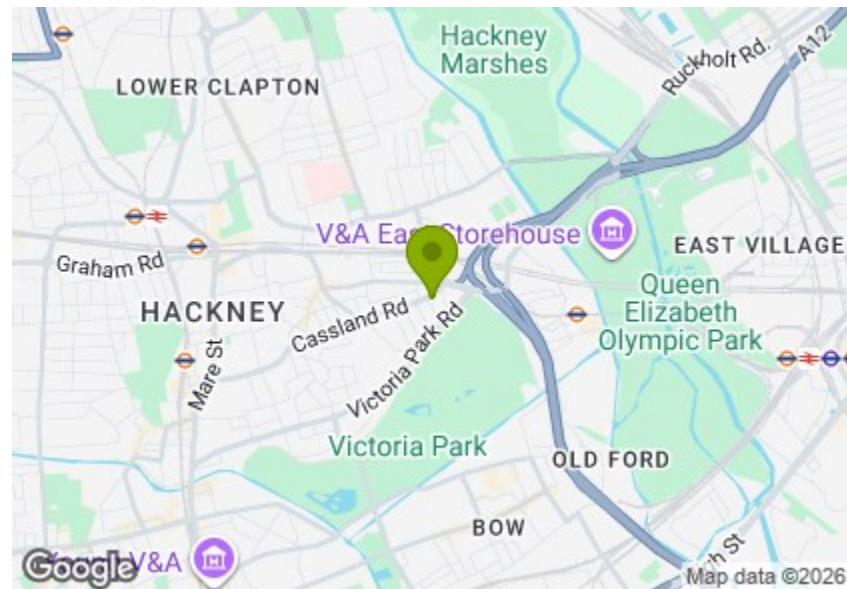 Hackney
Marshes
Ruckholt Rd.
A12
LOWER CLAPTON
V&A East Storehouse
EAST VILLAGE
Graham Rd
Queen
Elizabeth
Olympic Park
HACKNEY
Cassland Rd
Mare St
Victoria Park Rd
Victoria Park
OLD FORD
BOW
V&A
Google
St
Map data ©2026